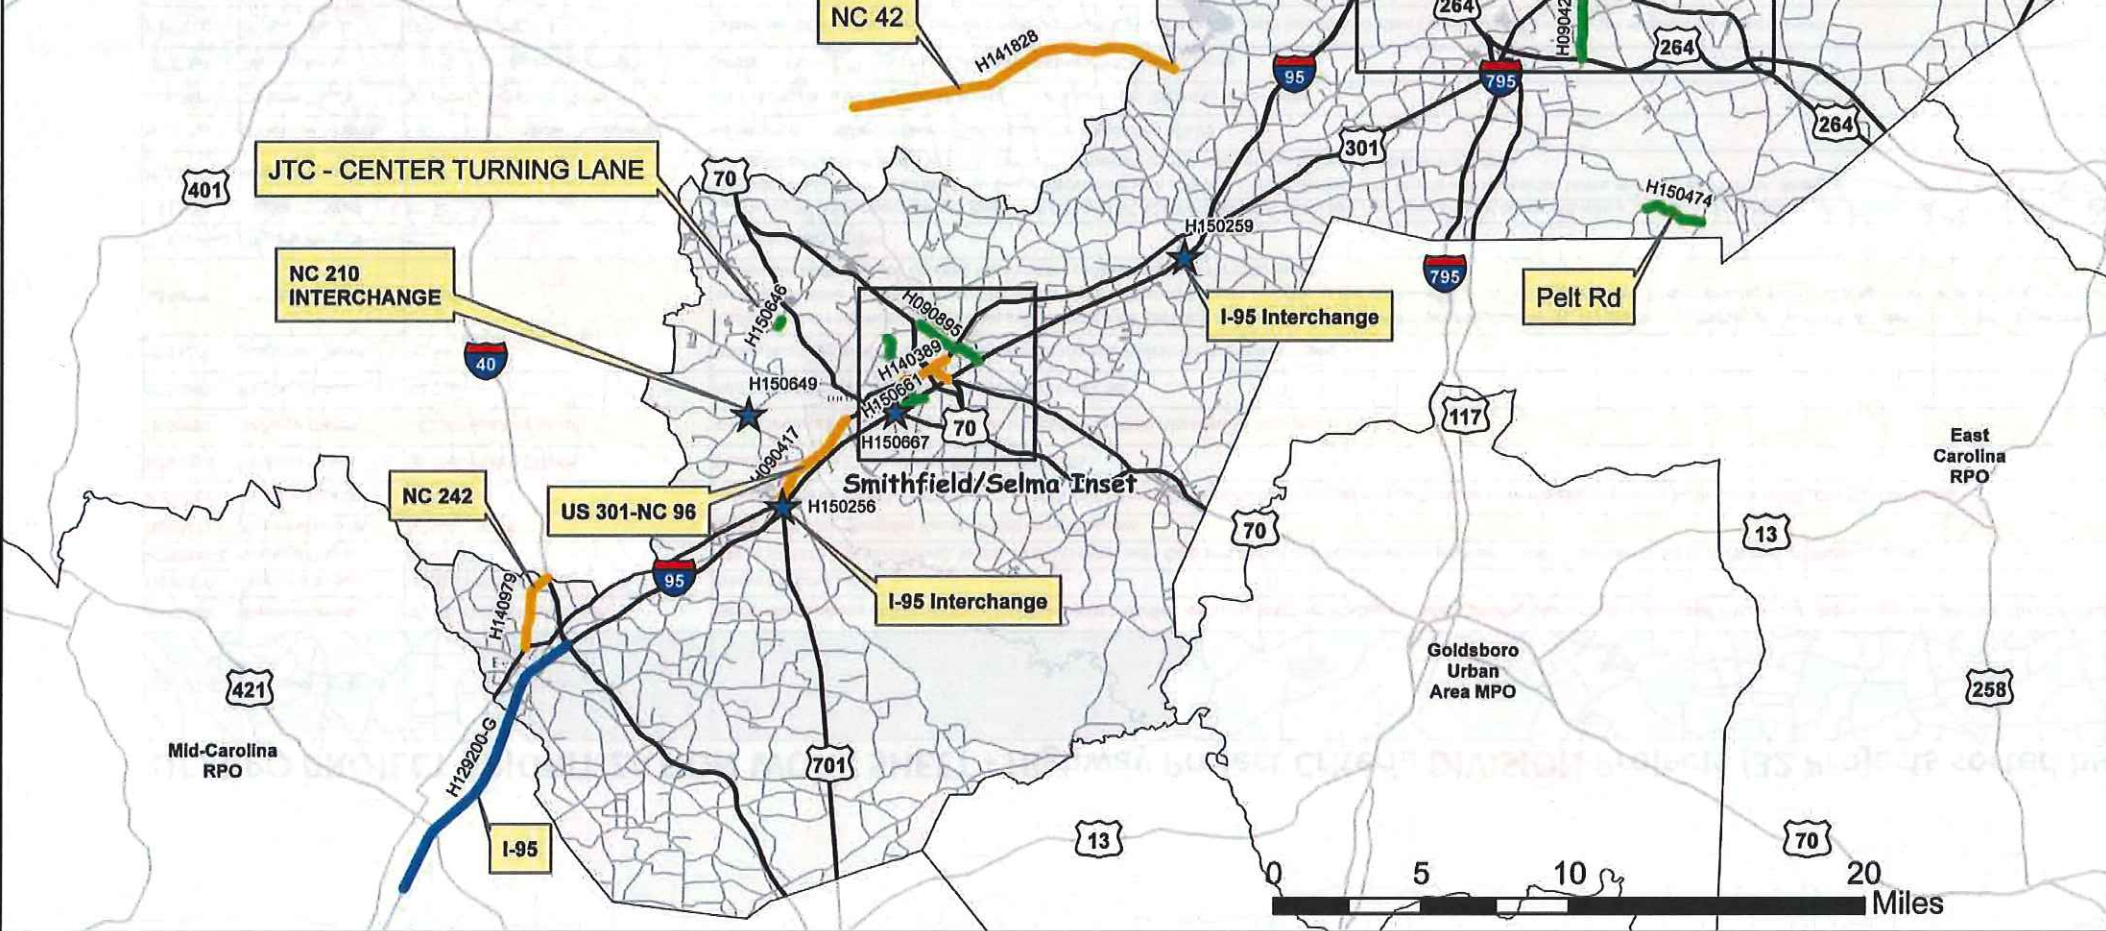 NC 42
H141828
264
H09042
264
95
795
264
301
JTC - CENTER TURNING LANE
70
401
H150474
H150259
NC 210
INTERCHANGE
795
Pelt Rd
I-95 Interchange
H150646
H090895
40
H140389
H150649
H150661
117
70
H150667
H090417
East
Carolina
RPO
Smithfield/Selma Inset
NC 242
US 301-NC 96
H150256
70
13
95
H140979
I-95 Interchange
Goldsboro
Urban
Area MPO
421
258
Mid-Carolina
RPO
H129200-G
701
I-95
13
70
0 5 10 20
Miles